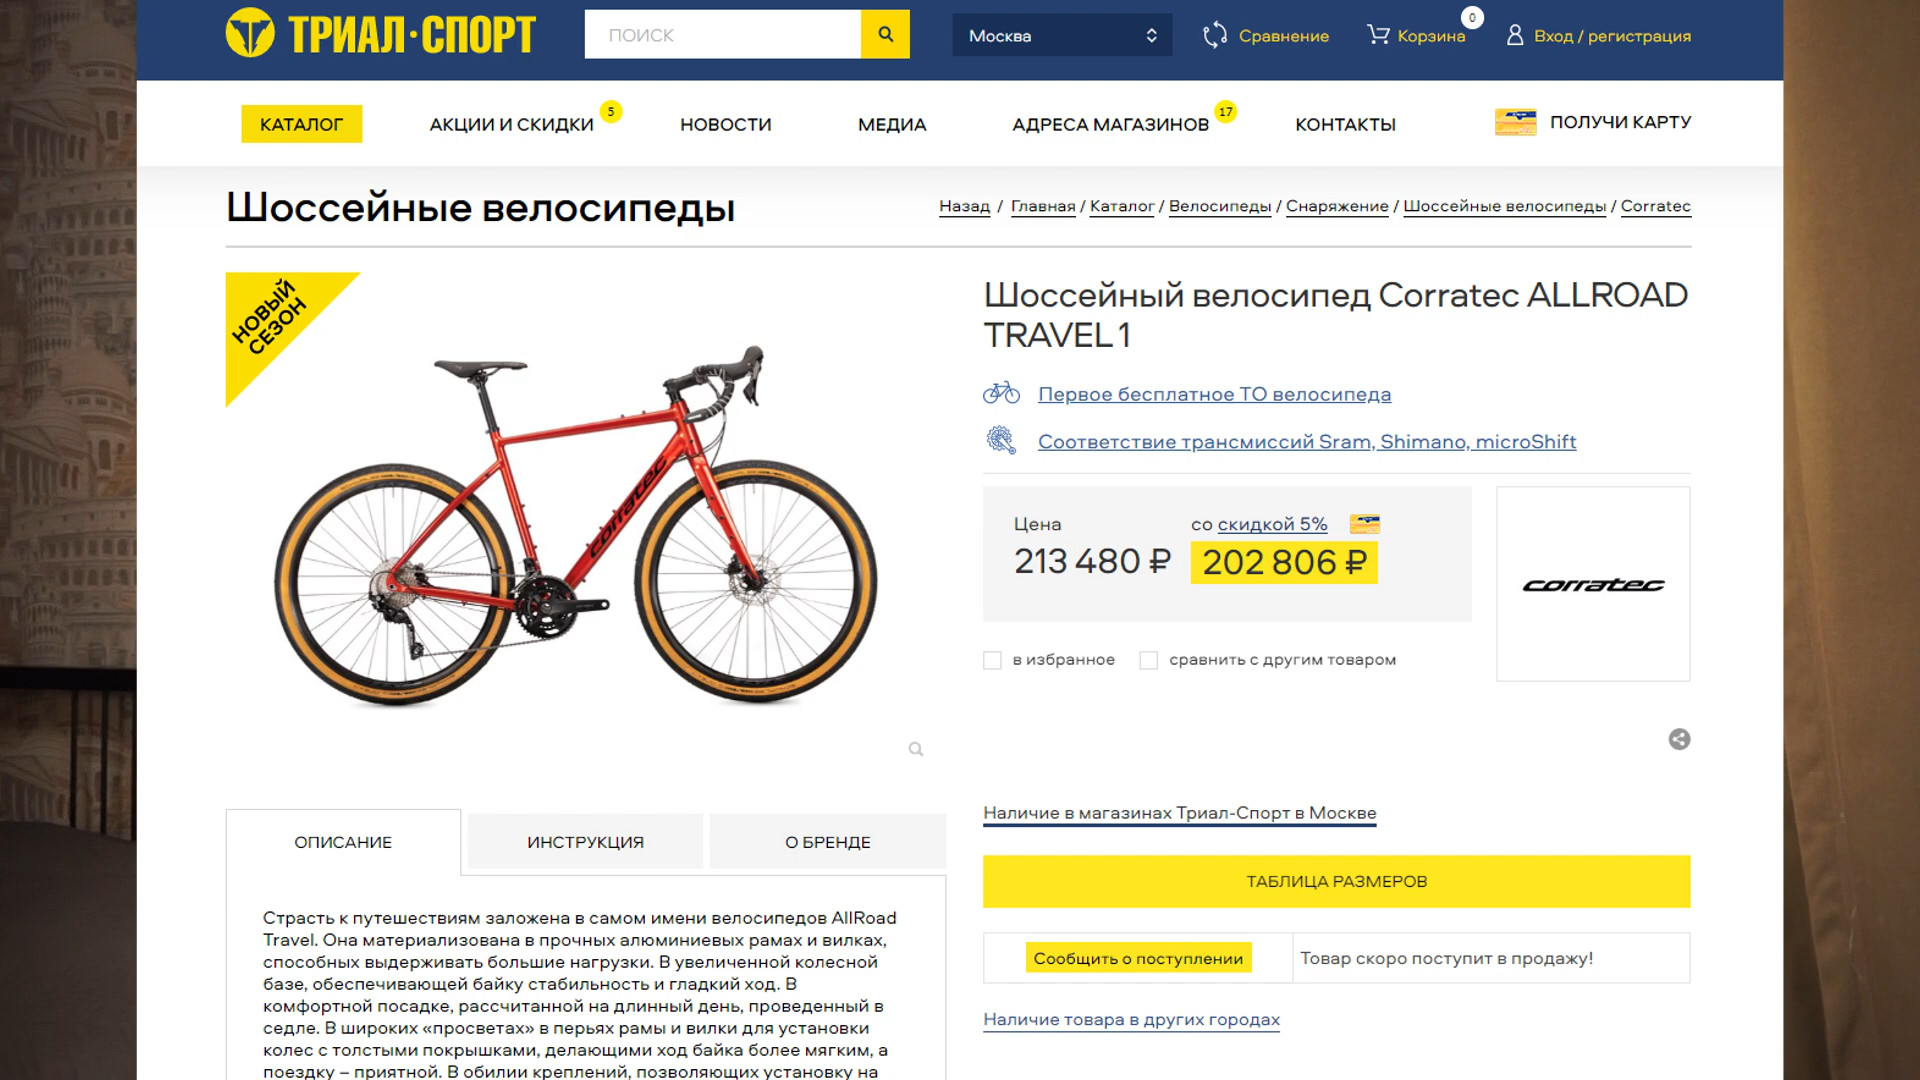 ТРИАЛ·СПОРТ
ПОИСК
Москва
Сравнение
Корзина
0
Вход / регистрация
КАТАЛОГ
АКЦИИ И СКИДКИ
5
НОВОСТИ
МЕДИА
АДРЕСА МАГАЗИНОВ
17
КОНТАКТЫ
ПОЛУЧИ КАРТУ
Шоссейные велосипеды
Назад / Главная / Каталог / Велосипеды / Снаряжение / Шоссейные велосипеды / Corratec
НОВЫЙ
СЕЗОН
corratec
Шоссейный велосипед Corratec ALLROAD
TRAVEL 1
Первое бесплатное ТО велосипеда
Соответствие трансмиссий Sram, Shimano, microShift
Цена
со скидкой 5%
213 480 ₽
202 806 ₽
corratec
в избранное
сравнить с другим товаром
Наличие в магазинах Триал-Спорт в Москве
ТАБЛИЦА РАЗМЕРОВ
Сообщить о поступлении
Товар скоро поступит в продажу!
Наличие товара в других городах
ОПИСАНИЕ
ИНСТРУКЦИЯ
О БРЕНДЕ
Страсть к путешествиям заложена в самом имени велосипедов AllRoad
Travel. Она материализована в прочных алюминиевых рамах и вилках,
способных выдерживать большие нагрузки. В увеличенной колесной
базе, обеспечивающей байку стабильность и гладкий ход. В
комфортной посадке, рассчитанной на длинный день, проведенный в
седле. В широких «просветах» в перьях рамы и вилки для установки
колес с толстыми покрышками, делающими ход байка более мягким, а
поездку – приятной. В обилии креплений, позволяющих установку на